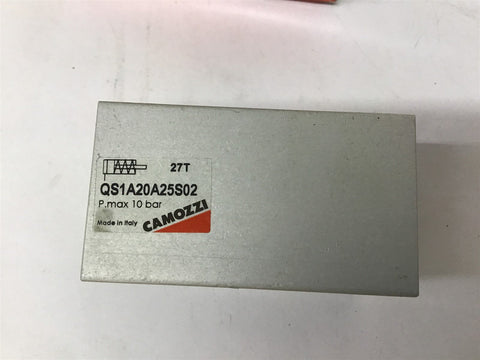 27T
QS1A20A25S02
P.max 10 bar
Made in Italy
CAMOZZI